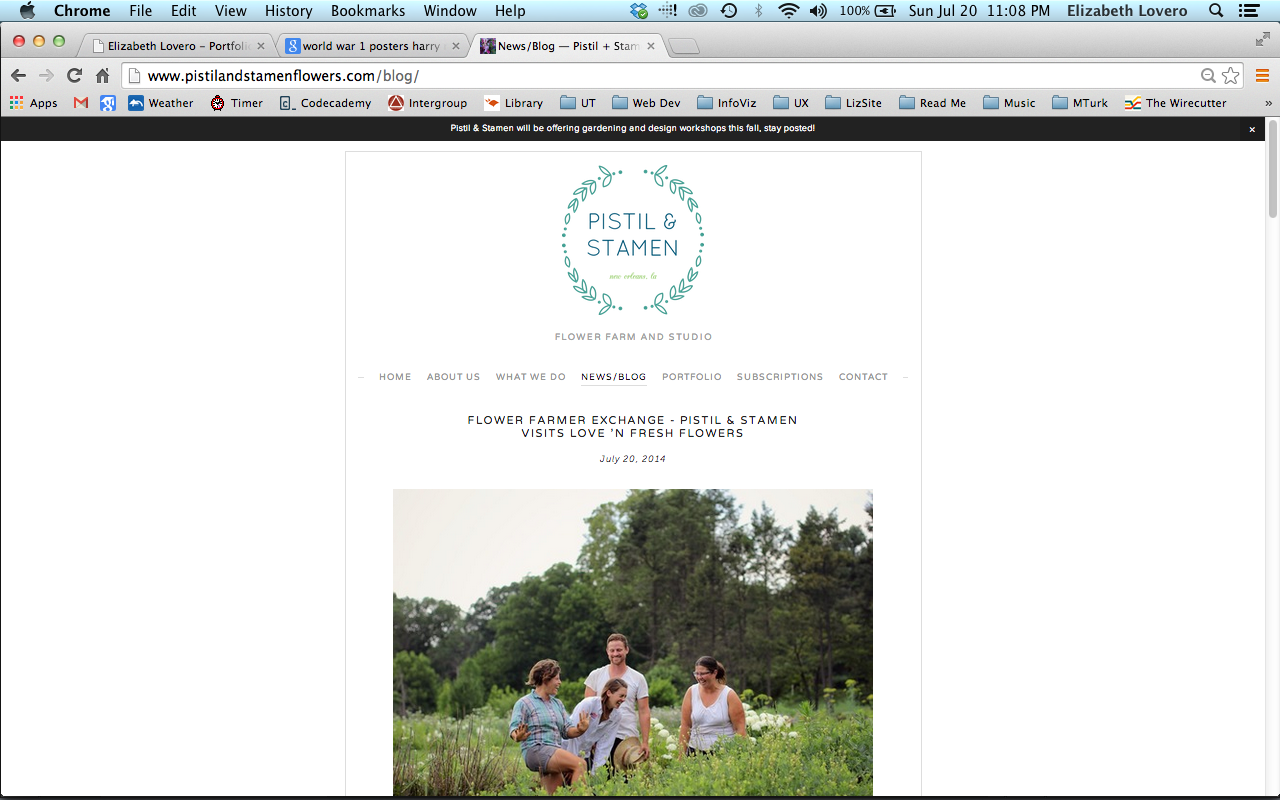 Chrome File Edit View History Bookmarks Window Help 100% Sun Jul 20 11:08 PM Elizabeth Lovero
Elizabeth Lovero – Portfoli
world war 1 posters harry
News/Blog — Pistil + Stam
www.pistilandstamenflowers.com/blog/
Apps Weather Timer Codecademy Intergroup Library UT Web Dev InfoViz UX LizSite Read Me Music MTurk The Wirecutter »
Pistil & Stamen will be offering gardening and design workshops this fall, stay posted!
PISTIL &
STAMEN
new orleans, la
FLOWER FARM AND STUDIO
HOME ABOUT US WHAT WE DO NEWS/BLOG PORTFOLIO SUBSCRIPTIONS CONTACT
FLOWER FARMER EXCHANGE - PISTIL & STAMEN
VISITS LOVE 'N FRESH FLOWERS
July 20, 2014